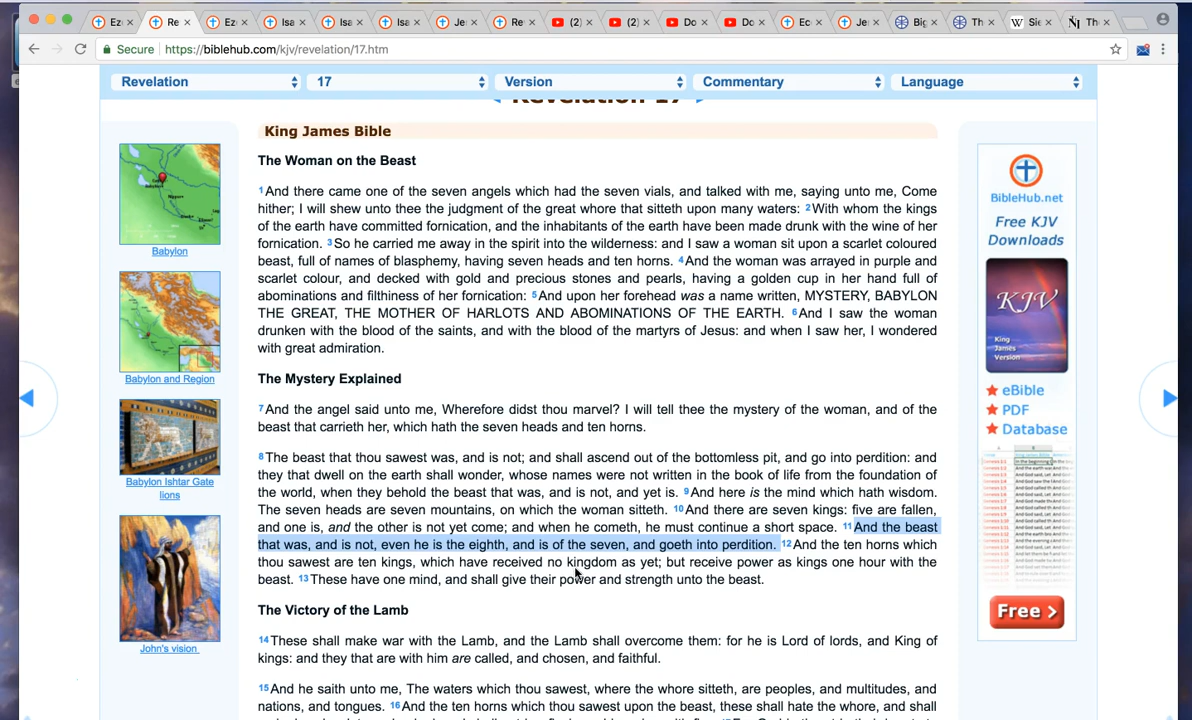 Ez
Re
Ez
Isa
Isa
Isa
Je
Re
(2)
(2)
Do
Do
Ec
Je
Big
Th
Sie
The
Secure
https://biblehub.com/kjv/revelation/17.htm
Revelation
17
Version
Commentary
Language
Revelation 17
King James Bible
The Woman on the Beast
1And there came one of the seven angels which had the seven vials, and talked with me, saying unto me, Come
hither; I will shew unto thee the judgment of the great whore that sitteth upon many waters: 2With whom the kings
of the earth have committed fornication, and the inhabitants of the earth have been made drunk with the wine of her
fornication. 3So he carried me away in the spirit into the wilderness: and I saw a woman sit upon a scarlet coloured
beast, full of names of blasphemy, having seven heads and ten horns. 4And the woman was arrayed in purple and
scarlet colour, and decked with gold and precious stones and pearls, having a golden cup in her hand full of
abominations and filthiness of her fornication: 5And upon her forehead was a name written, MYSTERY, BABYLON
THE GREAT, THE MOTHER OF HARLOTS AND ABOMINATIONS OF THE EARTH. 6And I saw the woman
drunken with the blood of the saints, and with the blood of the martyrs of Jesus: and when I saw her, I wondered
with great admiration.
The Mystery Explained
7And the angel said unto me, Wherefore didst thou marvel? I will tell thee the mystery of the woman, and of the
beast that carrieth her, which hath the seven heads and ten horns.
8The beast that thou sawest was, and is not; and shall ascend out of the bottomless pit, and go into perdition: and
they that dwell on the earth shall wonder, whose names were not written in the book of life from the foundation of
the world, when they behold the beast that was, and is not, and yet is. 9And here is the mind which hath wisdom.
The seven heads are seven mountains, on which the woman sitteth. 10And there are seven kings: five are fallen,
and one is, and the other is not yet come; and when he cometh, he must continue a short space. 11And the beast
that was, and is not, even he is the eighth, and is of the seven, and goeth into perdition. 12And the ten horns which
thou sawest are ten kings, which have received no kingdom as yet; but receive power as kings one hour with the
beast. 13These have one mind, and shall give their power and strength unto the beast.
The Victory of the Lamb
14These shall make war with the Lamb, and the Lamb shall overcome them: for he is Lord of lords, and King of
kings: and they that are with him are called, and chosen, and faithful.
15And he saith unto me, The waters which thou sawest, where the whore sitteth, are peoples, and multitudes, and
nations, and tongues. 16And the ten horns which thou sawest upon the beast, these shall hate the whore, and shall
Babylon
Babylon and Region
Babylon Ishtar Gate
lions
John's vision
BibleHub.net
Free KJV
Downloads
KJV
King
James
Version
eBible
PDF
Database
Free >